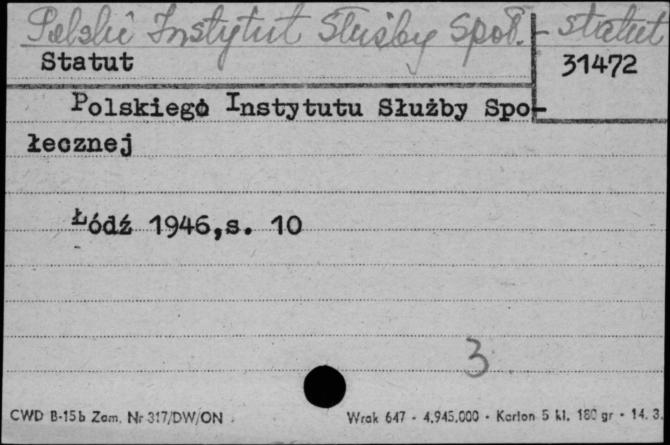 Polski Instytut Służby Społ. - statut
Statut
31472
Polskiego Instytutu Służby Spo-
łecznej
Łódź 1946,s. 10
3
CWD B-15b Zam. Nr 317/DW/ON
Wrak 647 - 4.945.000 - Karton 5 kl. 180 gr - 14. 3.